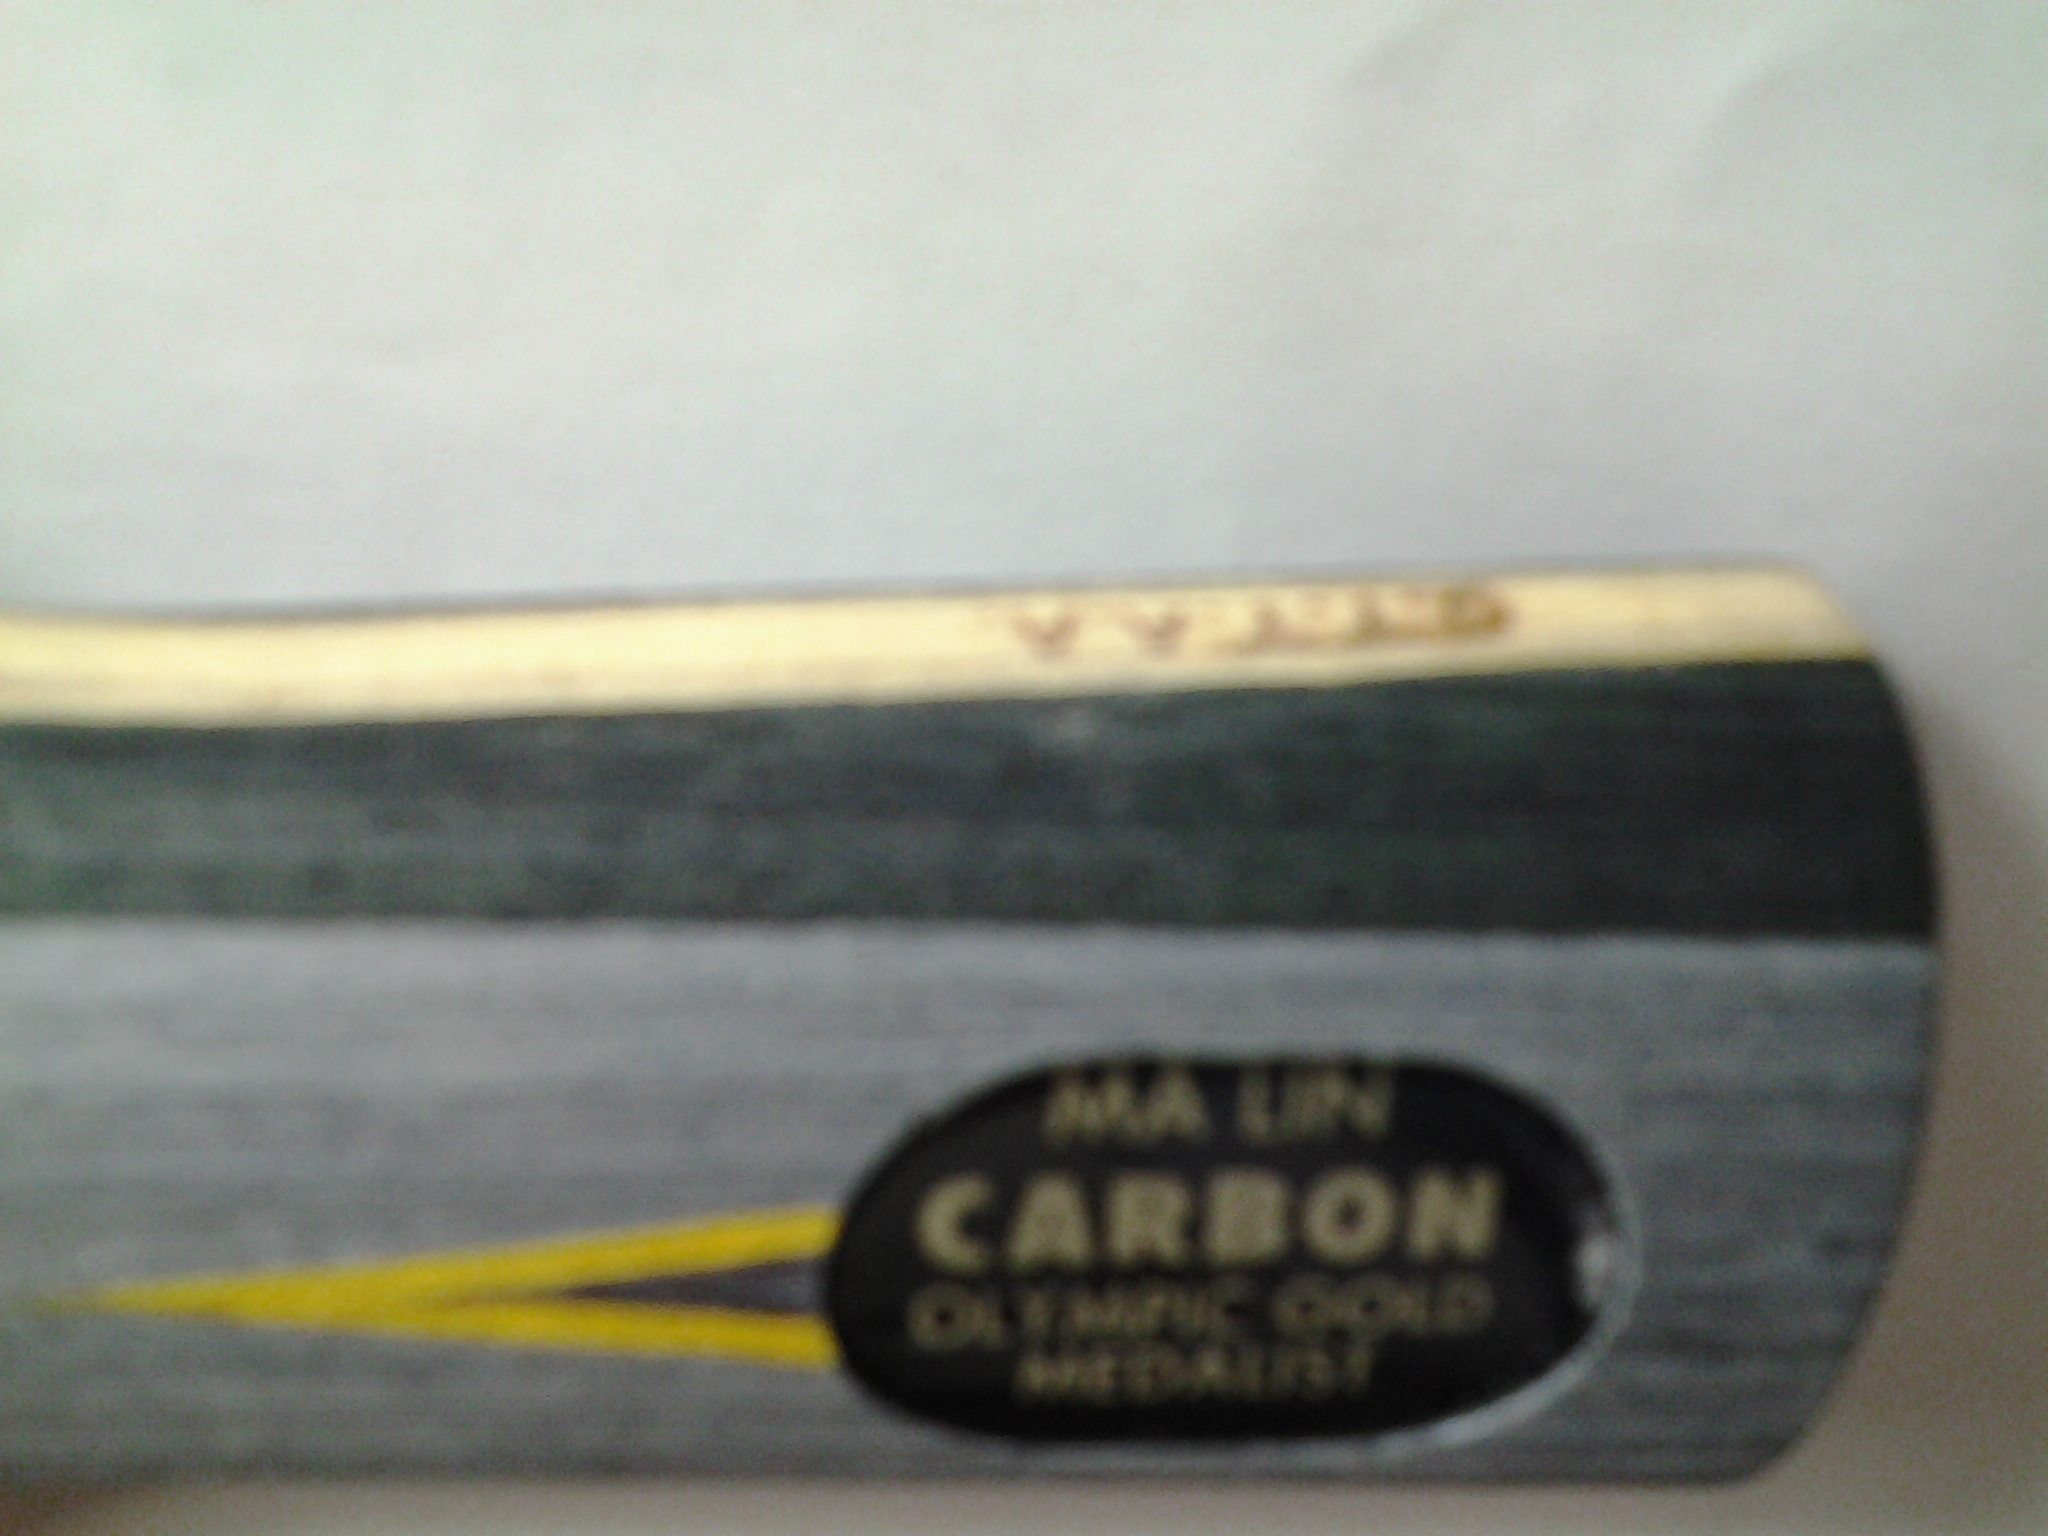 MA LIN
CARBON
OLYMPIC GOLD
MEDALIST